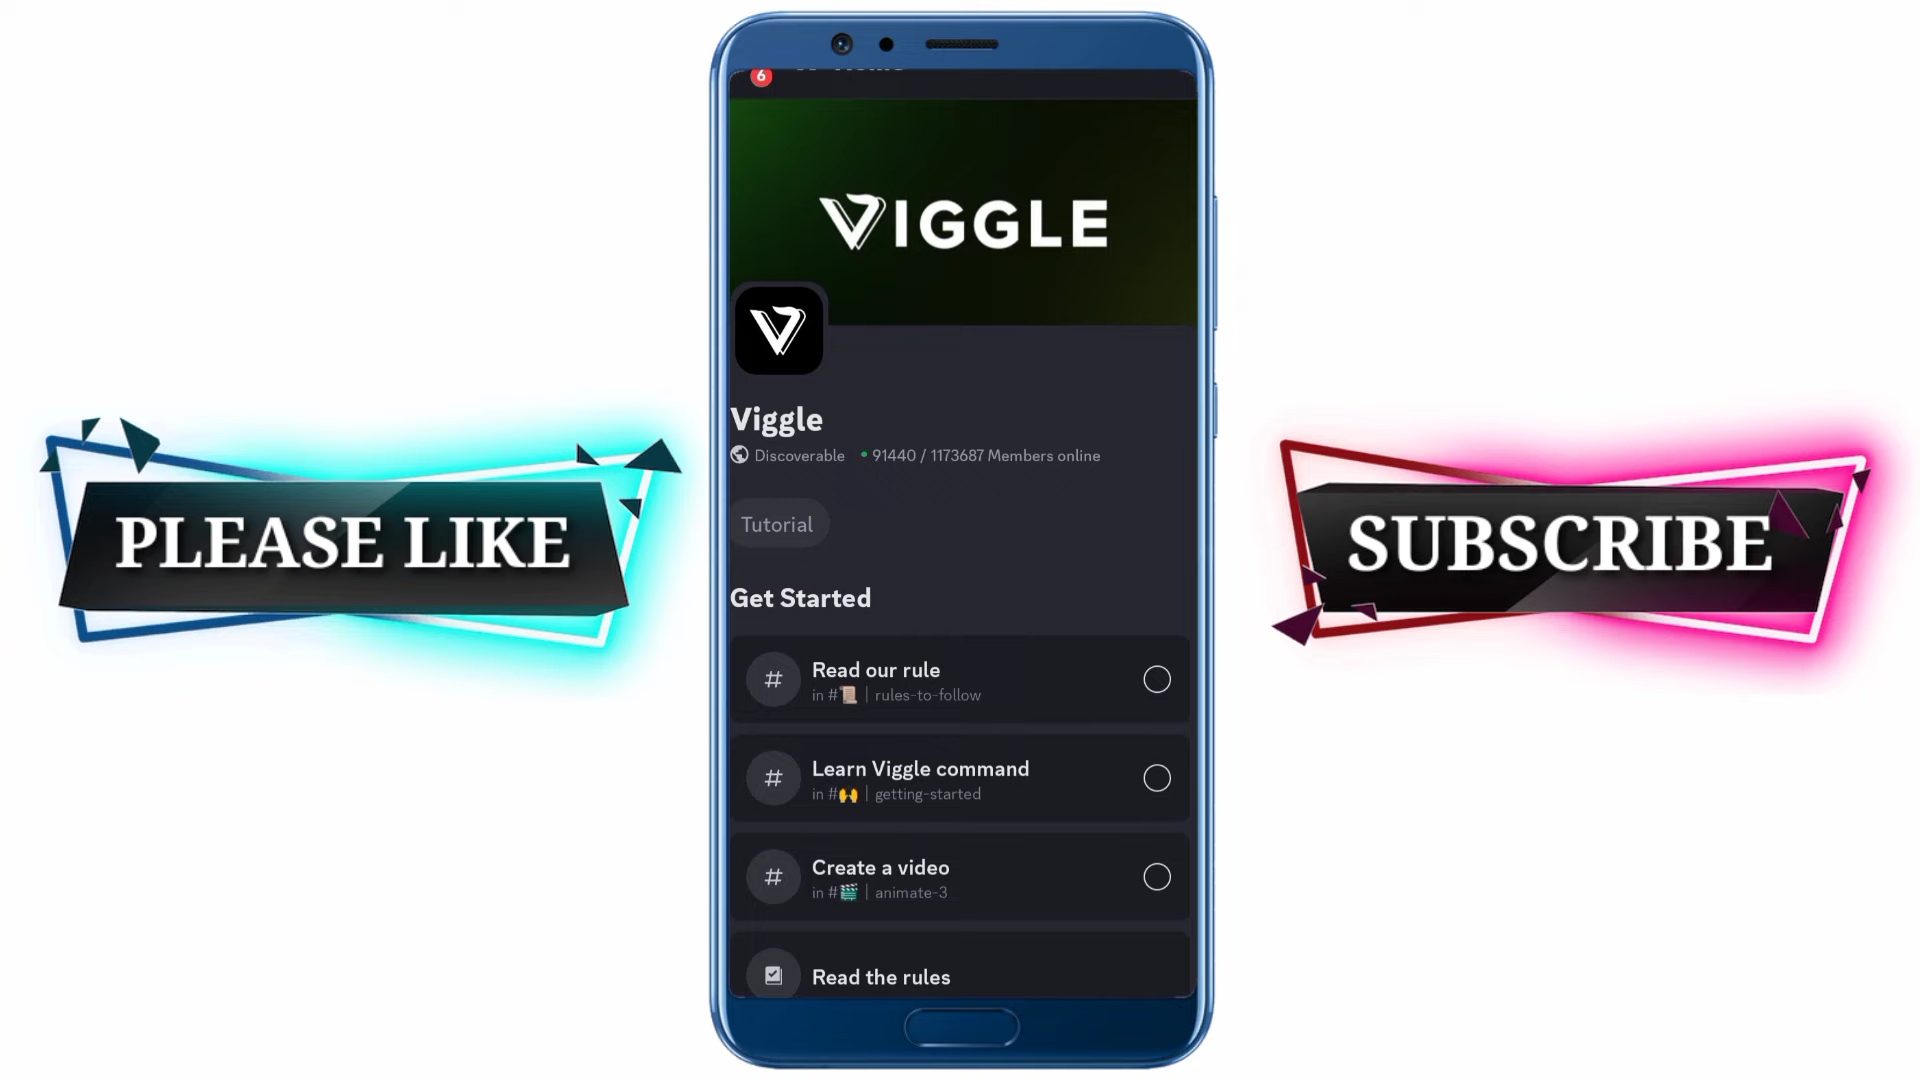 6
VIGGLE
Viggle
Discoverable • 91440 / 1173687 Members online
Tutorial
Get Started
Read our rule
in #📜 | rules-to-follow
Learn Viggle command
in #🙌 | getting-started
Create a video
in #🎬 | animate-3
Read the rules
PLEASE LIKE
SUBSCRIBE